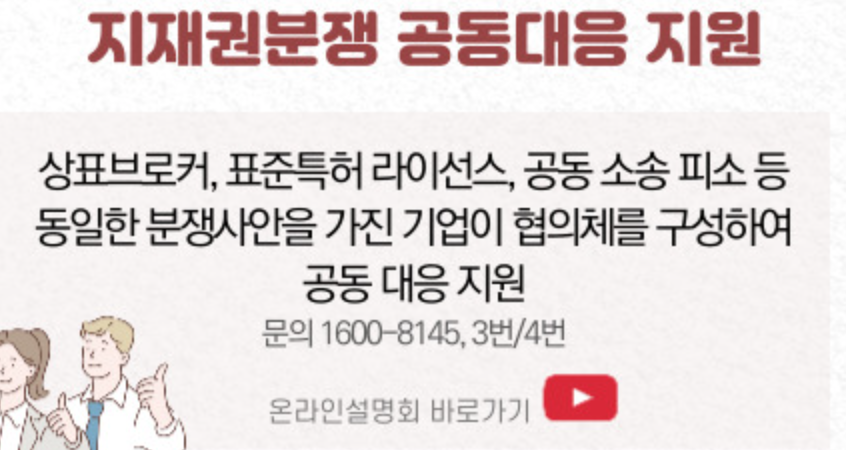 지재권분쟁 공동대응 지원
상표브로커, 표준특허 라이선스, 공동 소송 피소 등
동일한 분쟁사안을 가진 기업이 협의체를 구성하여
공동 대응 지원
문의 1600-8145, 3번/4번
온라인설명회 바로가기